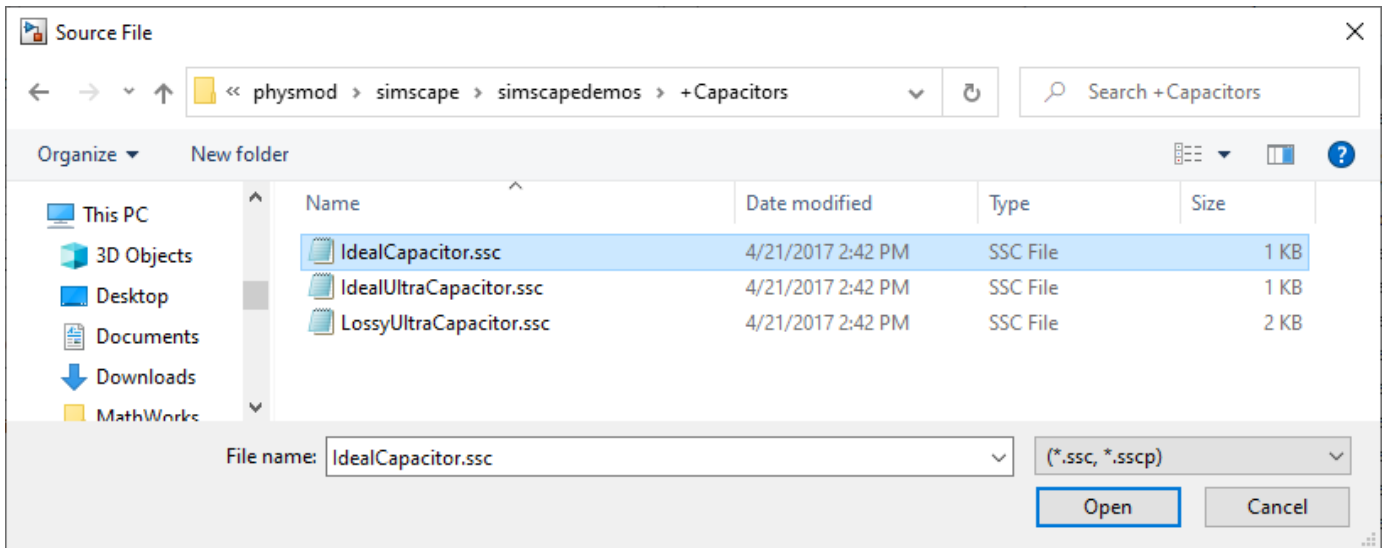 Source File
« physmod > simscape > simscapedemos > +Capacitors
Search +Capacitors
Organize
New folder
Name Date modified Type Size
This PC
3D Objects
Desktop
Documents
Downloads
MathWorks
IdealCapacitor.ssc 4/21/2017 2:42 PM SSC File 1 KB
IdealUltraCapacitor.ssc 4/21/2017 2:42 PM SSC File 1 KB
LossyUltraCapacitor.ssc 4/21/2017 2:42 PM SSC File 2 KB
File name: IdealCapacitor.ssc
(*.ssc, *.sscp)
Open Cancel